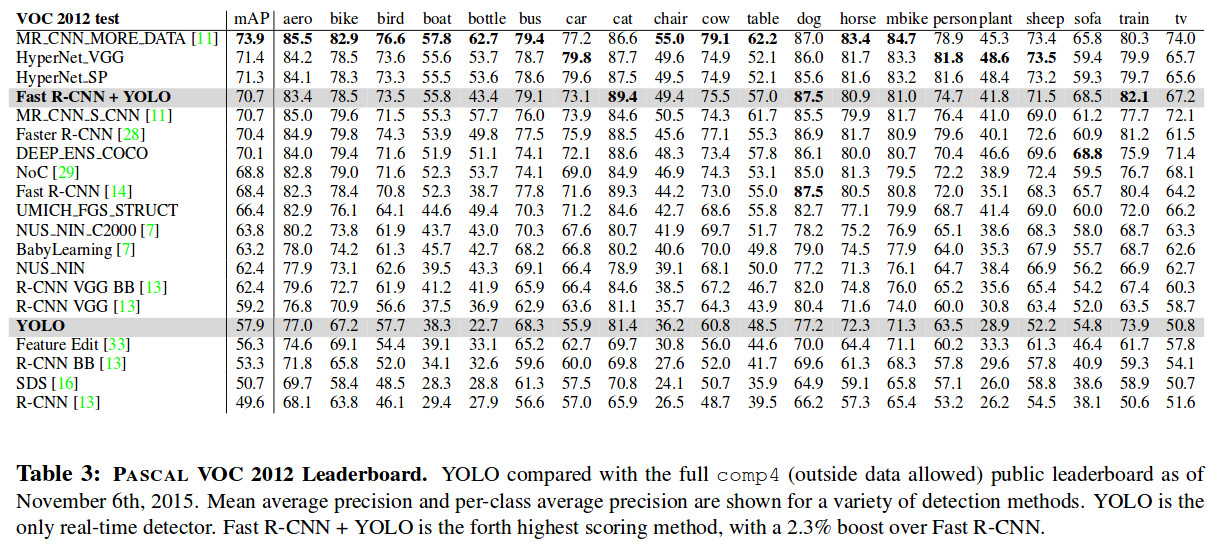 VOC 2012 test mAP aero bike bird boat bottle bus car cat chair cow table dog horse mbike person plant sheep sofa train tv
MR_CNN_MORE_DATA [11] 73.9 85.5 82.9 76.6 57.8 62.7 79.4 77.2 86.6 55.0 79.1 62.2 87.0 83.4 84.7 78.9 45.3 73.4 65.8 80.3 74.0
HyperNet_VGG 71.4 84.2 78.5 73.6 55.6 53.7 78.7 79.8 87.7 49.6 74.9 52.1 86.0 81.7 83.3 81.8 48.6 73.5 59.4 79.9 65.7
HyperNet_SP 71.3 84.1 78.3 73.3 55.5 53.6 78.6 79.6 87.5 49.5 74.9 52.1 85.6 81.6 83.2 81.6 48.4 73.2 59.3 79.7 65.6
Fast R-CNN + YOLO 70.7 83.4 78.5 73.5 55.8 43.4 79.1 73.1 89.4 49.4 75.5 57.0 87.5 80.9 81.0 74.7 41.8 71.5 68.5 82.1 67.2
MR_CNN_S_CNN [11] 70.7 85.0 79.6 71.5 55.3 57.7 76.0 73.9 84.6 50.5 74.3 61.7 85.5 79.9 81.7 76.4 41.0 69.0 61.2 77.7 72.1
Faster R-CNN [28] 70.4 84.9 79.8 74.3 53.9 49.8 77.5 75.9 88.5 45.6 77.1 55.3 86.9 81.7 80.9 79.6 40.1 72.6 60.9 81.2 61.5
DEEP_ENS_COCO 70.1 84.0 79.4 71.6 51.9 51.1 74.1 72.1 88.6 48.3 73.4 57.8 86.1 80.0 80.7 70.4 46.6 69.6 68.8 75.9 71.4
NoC [29] 68.8 82.8 79.0 71.6 52.3 53.7 74.1 69.0 84.9 46.9 74.3 53.1 85.0 81.3 79.5 72.2 38.9 72.4 59.5 76.7 68.1
Fast R-CNN [14] 68.4 82.3 78.4 70.8 52.3 38.7 77.8 71.6 89.3 44.2 73.0 55.0 87.5 80.5 80.8 72.0 35.1 68.3 65.7 80.4 64.2
UMICH_FGS_STRUCT 66.4 82.9 76.1 64.1 44.6 49.4 70.3 71.2 84.6 42.7 68.6 55.8 82.7 77.1 79.9 68.7 41.4 69.0 60.0 72.0 66.2
NUS_NIN_C2000 [7] 63.8 80.2 73.8 61.9 43.7 43.0 70.3 67.6 80.7 41.9 69.7 51.7 78.2 75.2 76.9 65.1 38.6 68.3 58.0 68.7 63.3
BabyLearning [7] 63.2 78.0 74.2 61.3 45.7 42.7 68.2 66.8 80.2 40.6 70.0 49.8 79.0 74.5 77.9 64.0 35.3 67.9 55.7 68.7 62.6
NUS_NIN 62.4 77.9 73.1 62.6 39.5 43.3 69.1 66.4 78.9 39.1 68.1 50.0 77.2 71.3 76.1 64.7 38.4 66.9 56.2 66.9 62.7
R-CNN VGG BB [13] 62.4 79.6 72.7 61.9 41.2 41.9 65.9 66.4 84.6 38.5 67.2 46.7 82.0 74.8 76.0 65.2 35.6 65.4 54.2 67.4 60.3
R-CNN VGG [13] 59.2 76.8 70.9 56.6 37.5 36.9 62.9 63.6 81.1 35.7 64.3 43.9 80.4 71.6 74.0 60.0 30.8 63.4 52.0 63.5 58.7
YOLO 57.9 77.0 67.2 57.7 38.3 22.7 68.3 55.9 81.4 36.2 60.8 48.5 77.2 72.3 71.3 63.5 28.9 52.2 54.8 73.9 50.8
Feature Edit [33] 56.3 74.6 69.1 54.4 39.1 33.1 65.2 62.7 69.7 30.8 56.0 44.6 70.0 64.4 71.1 60.2 33.3 61.3 46.4 61.7 57.8
R-CNN BB [13] 53.3 71.8 65.8 52.0 34.1 32.6 59.6 60.0 69.8 27.6 52.0 41.7 69.6 61.3 68.3 57.8 29.6 57.8 40.9 59.3 54.1
SDS [16] 50.7 69.7 58.4 48.5 28.3 28.8 61.3 57.5 70.8 24.1 50.7 35.9 64.9 59.1 65.8 57.1 26.0 58.8 38.6 58.9 50.7
R-CNN [13] 49.6 68.1 63.8 46.1 29.4 27.9 56.6 57.0 65.9 26.5 48.7 39.5 66.2 57.3 65.4 53.2 26.2 54.5 38.1 50.6 51.6
Table 3: PASCAL VOC 2012 Leaderboard. YOLO compared with the full comp4 (outside data allowed) public leaderboard as of
November 6th, 2015. Mean average precision and per-class average precision are shown for a variety of detection methods. YOLO is the
only real-time detector. Fast R-CNN + YOLO is the forth highest scoring method, with a 2.3% boost over Fast R-CNN.